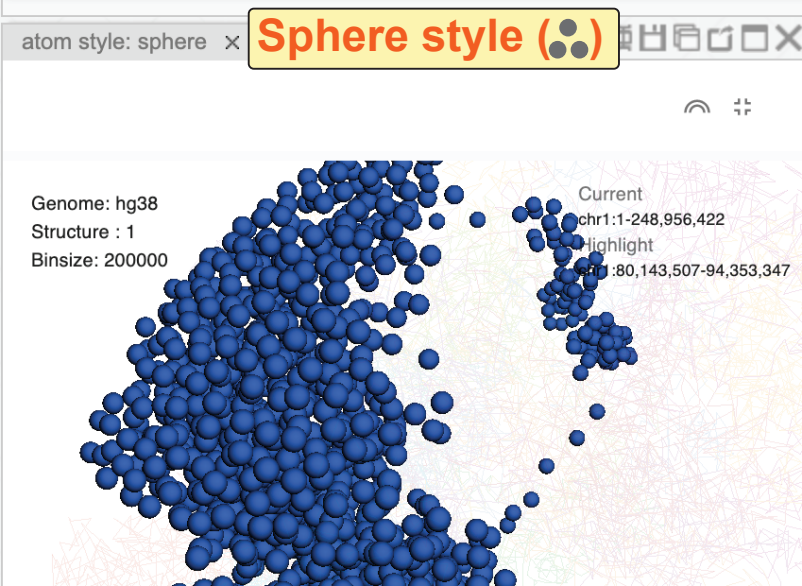 atom style: sphere ×
Sphere style ( )
Genome: hg38
Structure : 1
Binsize: 200000
Current
chr1:1-248,956,422
Highlight
chr1:80,143,507-94,353,347